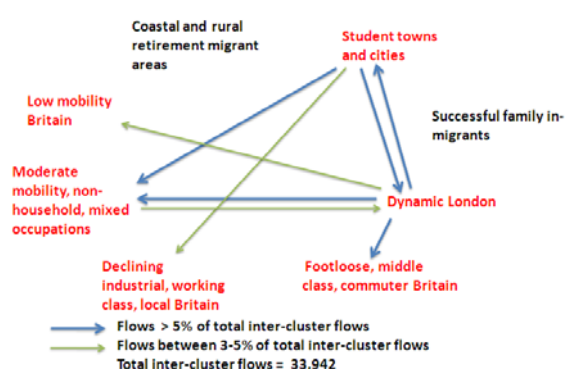 Coastal and rural
retirement migrant
areas
Student towns
and cities
Low mobility
Britain
Successful family in-
migrants
Moderate
mobility, non-
household, mixed
occupations
Dynamic London
Declining
industrial, working
class, local Britain
Footloose, middle
class, commuter Britain
Flows > 5% of total inter-cluster flows
Flows between 3-5% of total inter-cluster flows
Total inter-cluster flows = 33,942